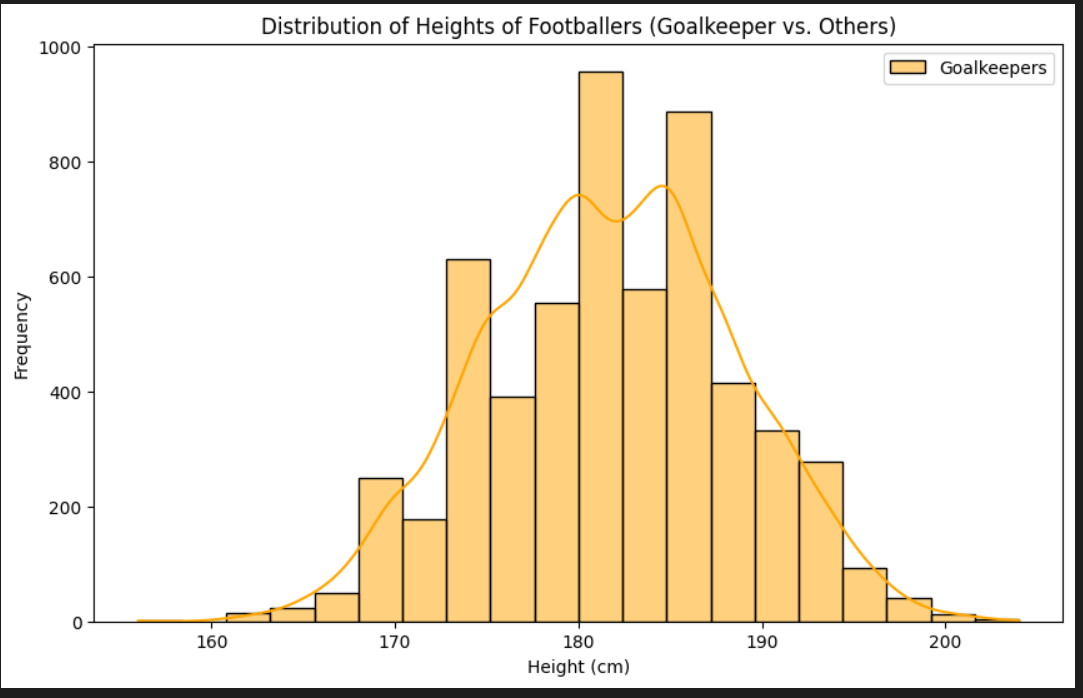 Distribution of Heights of Footballers (Goalkeeper vs. Others)
Goalkeepers
1000
800
600
400
200
0
Frequency
160 170 180 190 200
Height (cm)